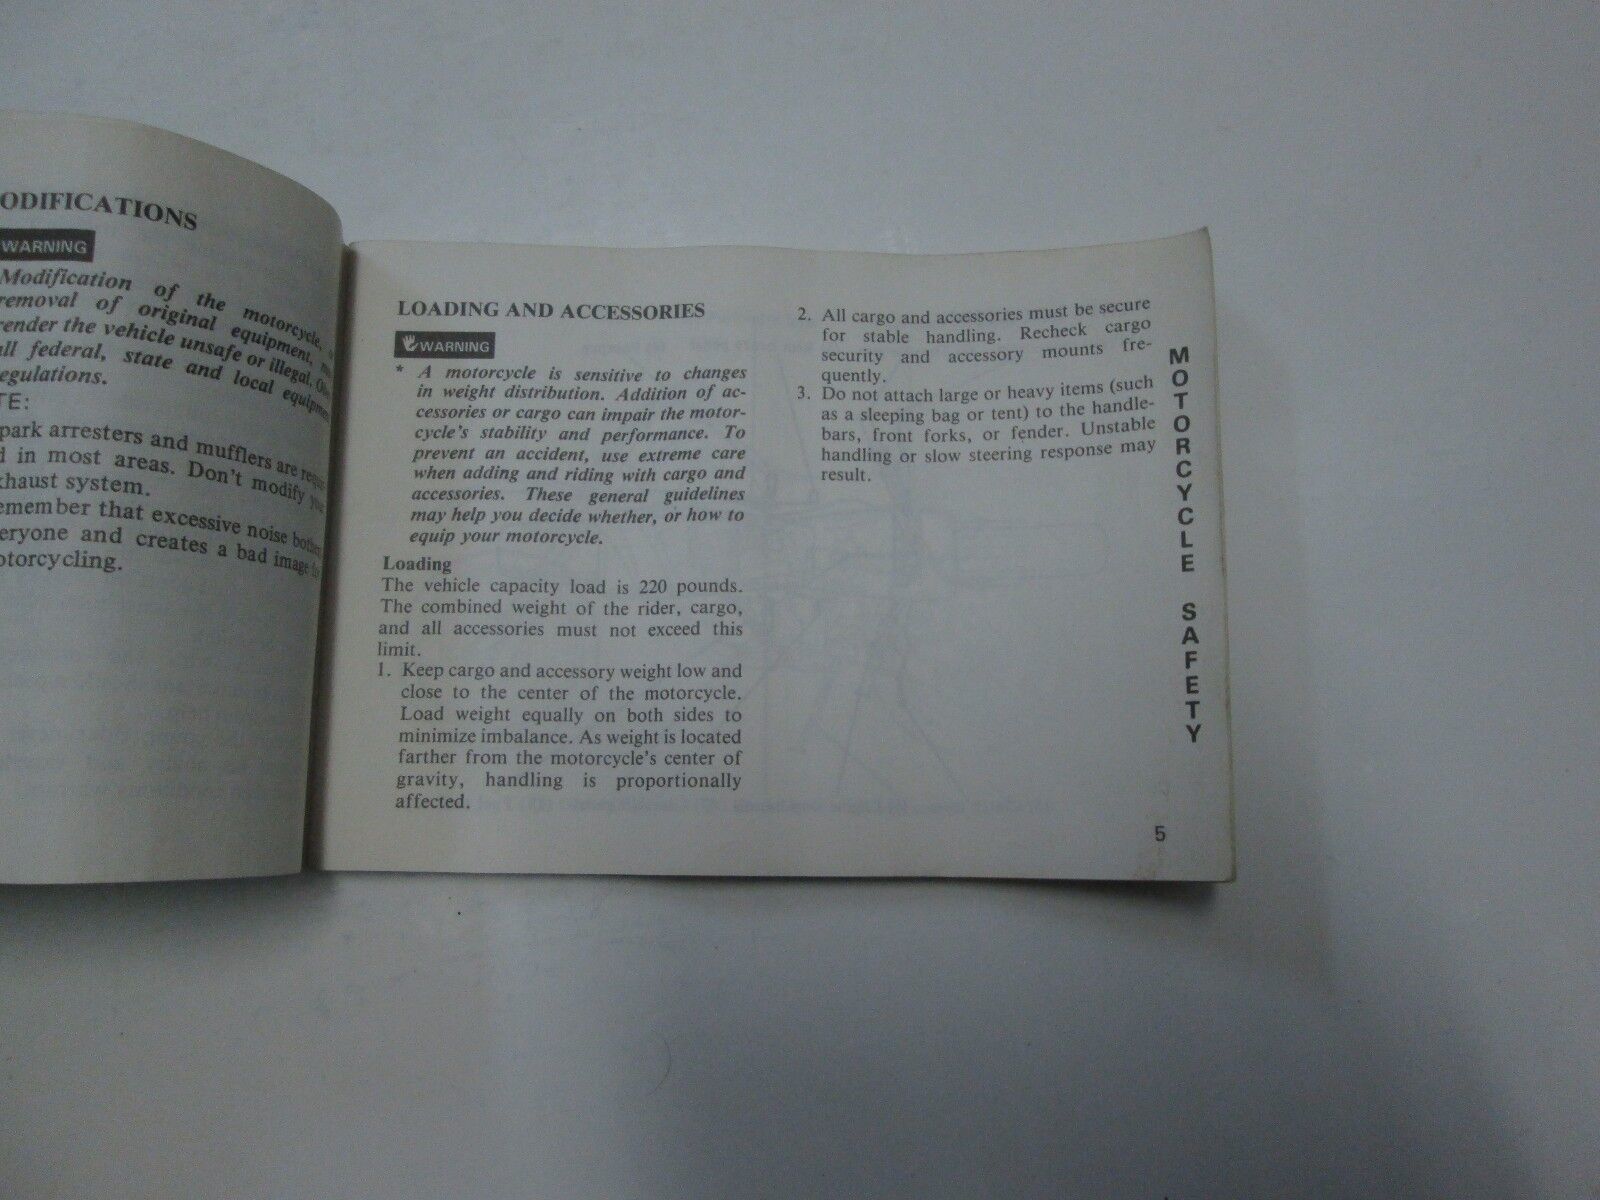 ODIFICATIONS
WARNING
Modification of the motorcycle, o
removal of original equipment, m
render the vehicle unsafe or illegal. Obe
all federal, state and local equipmen
egulations.
TE:
park arresters and mufflers are requir
d in most areas. Don't modify your
xhaust system.
emember that excessive noise bothe
eryone and creates a bad image for
otorcycling.
LOADING AND ACCESSORIES
WARNING
* A motorcycle is sensitive to changes
in weight distribution. Addition of ac-
cessories or cargo can impair the motor-
cycle's stability and performance. To
prevent an accident, use extreme care
when adding and riding with cargo and
accessories. These general guidelines
may help you decide whether, or how to
equip your motorcycle.
Loading
The vehicle capacity load is 220 pounds.
The combined weight of the rider, cargo,
and all accessories must not exceed this
limit.
1. Keep cargo and accessory weight low and
close to the center of the motorcycle.
Load weight equally on both sides to
minimize imbalance. As weight is located
farther from the motorcycle's center of
gravity, handling is proportionally
affected.
2. All cargo and accessories must be secure
for stable handling. Recheck cargo
security and accessory mounts fre-
quently.
3. Do not attach large or heavy items (such
as a sleeping bag or tent) to the handle-
bars, front forks, or fender. Unstable
handling or slow steering response may
result.
MOTORCYCLE SAFETY
5